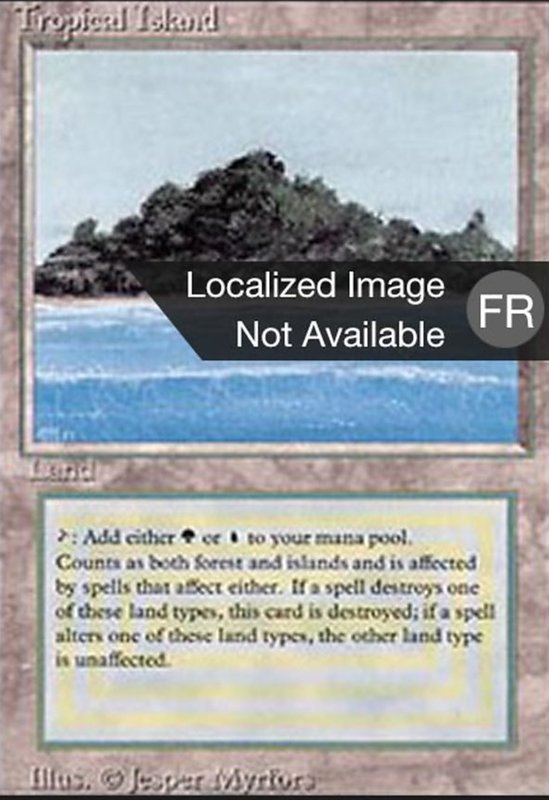 Tropical Island
Localized Image
Not Available
FR
Land
: Add either or to your mana pool.
Counts as both forest and islands and is affected
by spells that affect either. If a spell destroys one
of these land types, this card is destroyed; if a spell
alters one of these land types, the other land type
is unaffected.
Illus. © Jesper Myrfors